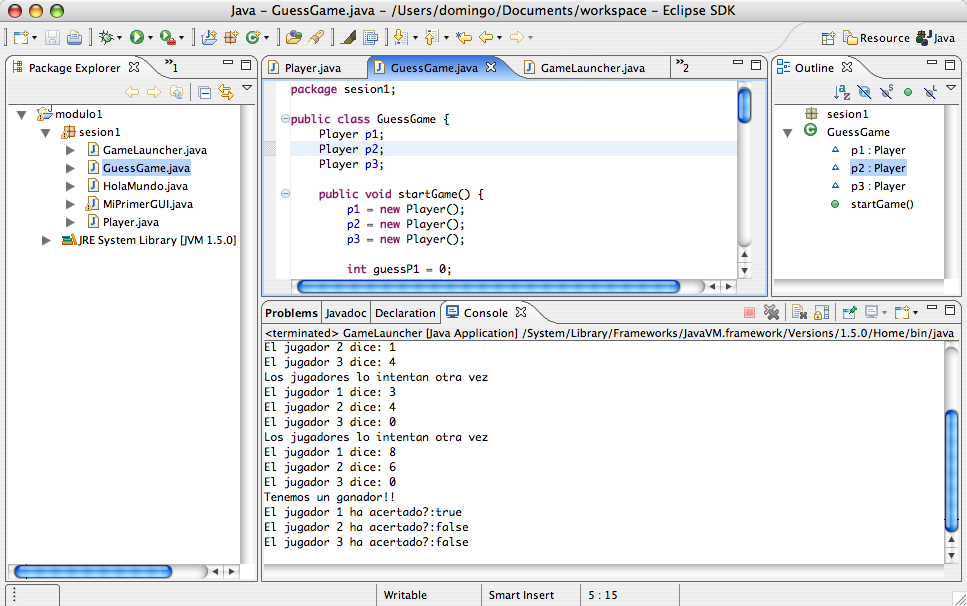 Java – GuessGame.java – /Users/domingo/Documents/workspace – Eclipse SDK
Resource Java
Package Explorer 1
modulo1
sesion1
GameLauncher.java
GuessGame.java
HolaMundo.java
MiPrimerGUI.java
Player.java
JRE System Library [JVM 1.5.0]
Player.java GuessGame.java GameLauncher.java 2
package sesion1;
public class GuessGame {
Player p1;
Player p2;
Player p3;
public void startGame() {
p1 = new Player();
p2 = new Player();
p3 = new Player();
int guessP1 = 0;
Outline
sesion1
GuessGame
p1 : Player
p2 : Player
p3 : Player
startGame()
Problems Javadoc Declaration Console
<terminated> GameLauncher [Java Application] /System/Library/Frameworks/JavaVM.framework/Versions/1.5.0/Home/bin/java
El jugador 2 dice: 1
El jugador 3 dice: 4
Los jugadores lo intentan otra vez
El jugador 1 dice: 3
El jugador 2 dice: 4
El jugador 3 dice: 0
Los jugadores lo intentan otra vez
El jugador 1 dice: 8
El jugador 2 dice: 6
El jugador 3 dice: 0
Tenemos un ganador!!
El jugador 1 ha acertado?:true
El jugador 2 ha acertado?:false
El jugador 3 ha acertado?:false
Writable Smart Insert 5 : 15